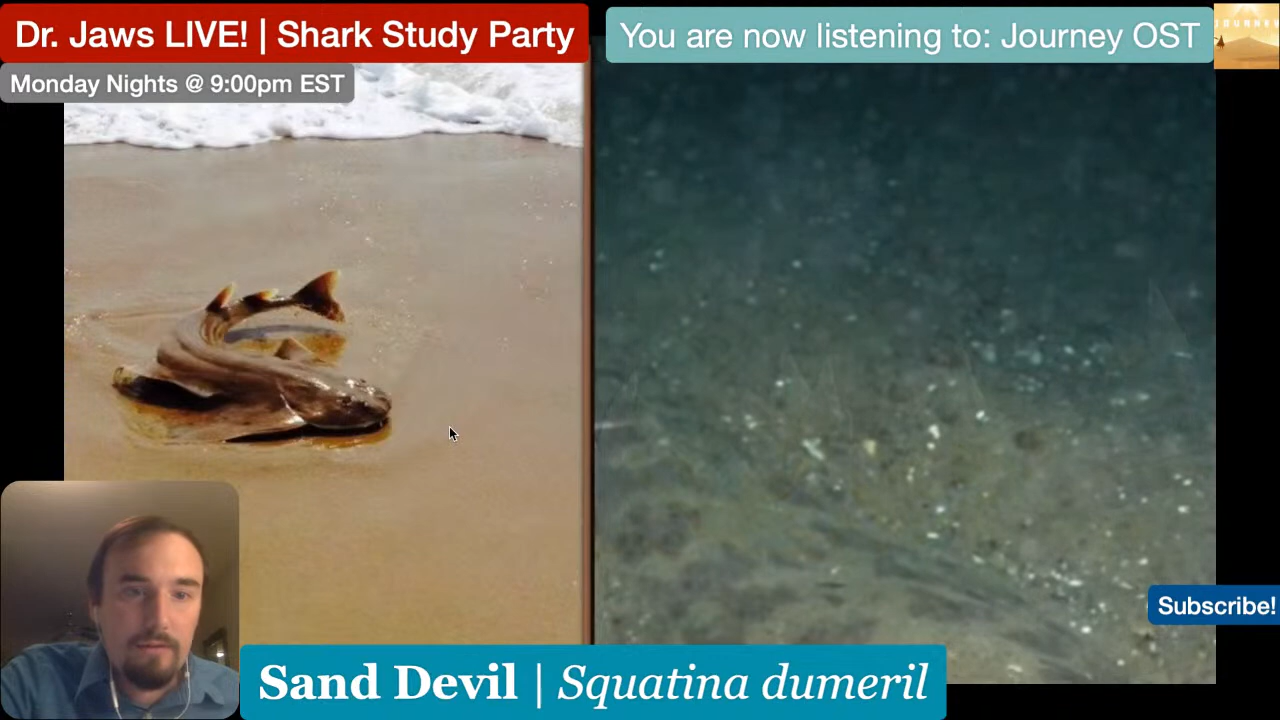 Dr. Jaws LIVE! | Shark Study Party
You are now listening to: Journey OST
JOURNEY
Monday Nights @ 9:00pm EST
Subscribe!
Sand Devil | Squatina dumeril